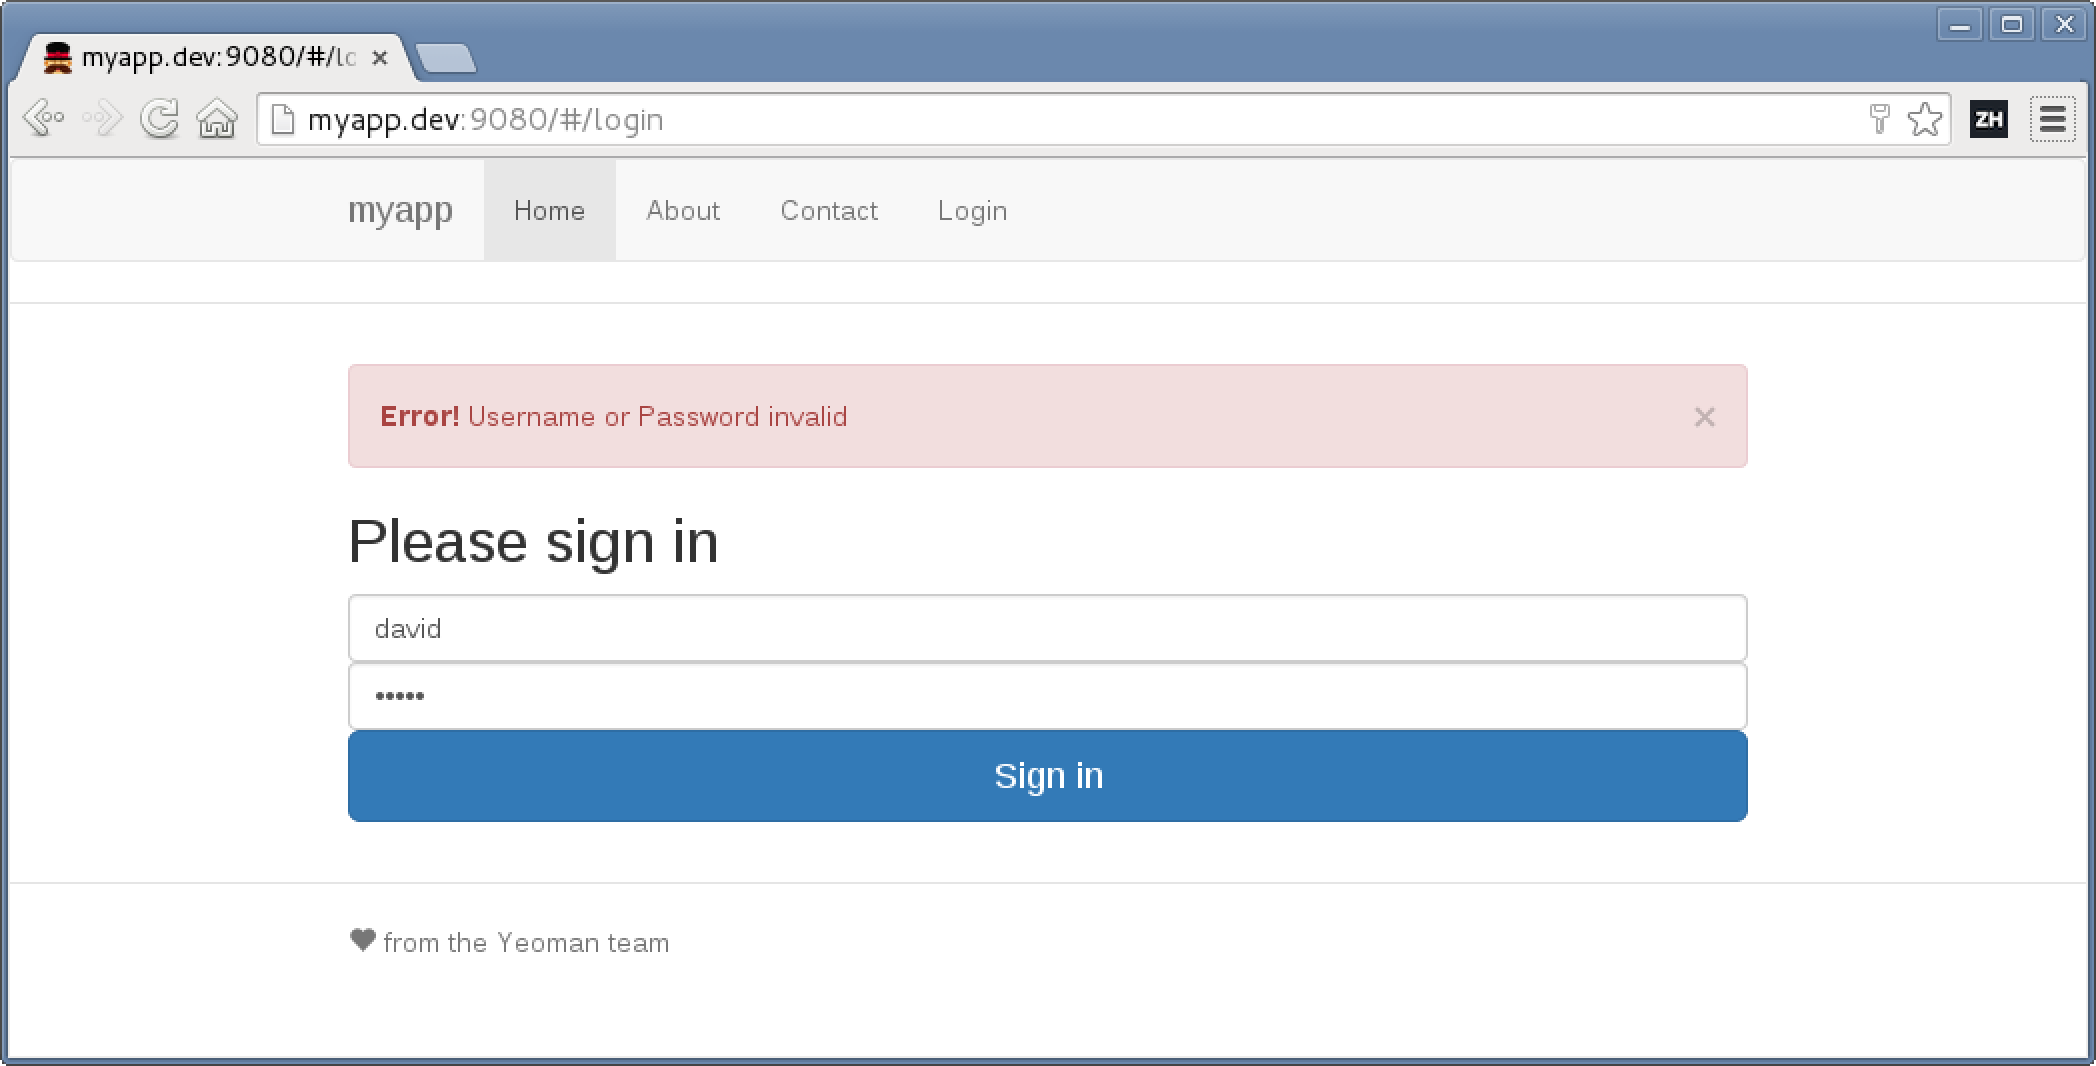 myapp.dev:9080/#/lo
myapp.dev:9080/#/login
ZH
myapp Home About Contact Login
Error! Username or Password invalid
×
Please sign in
david
•••••
Sign in
from the Yeoman team